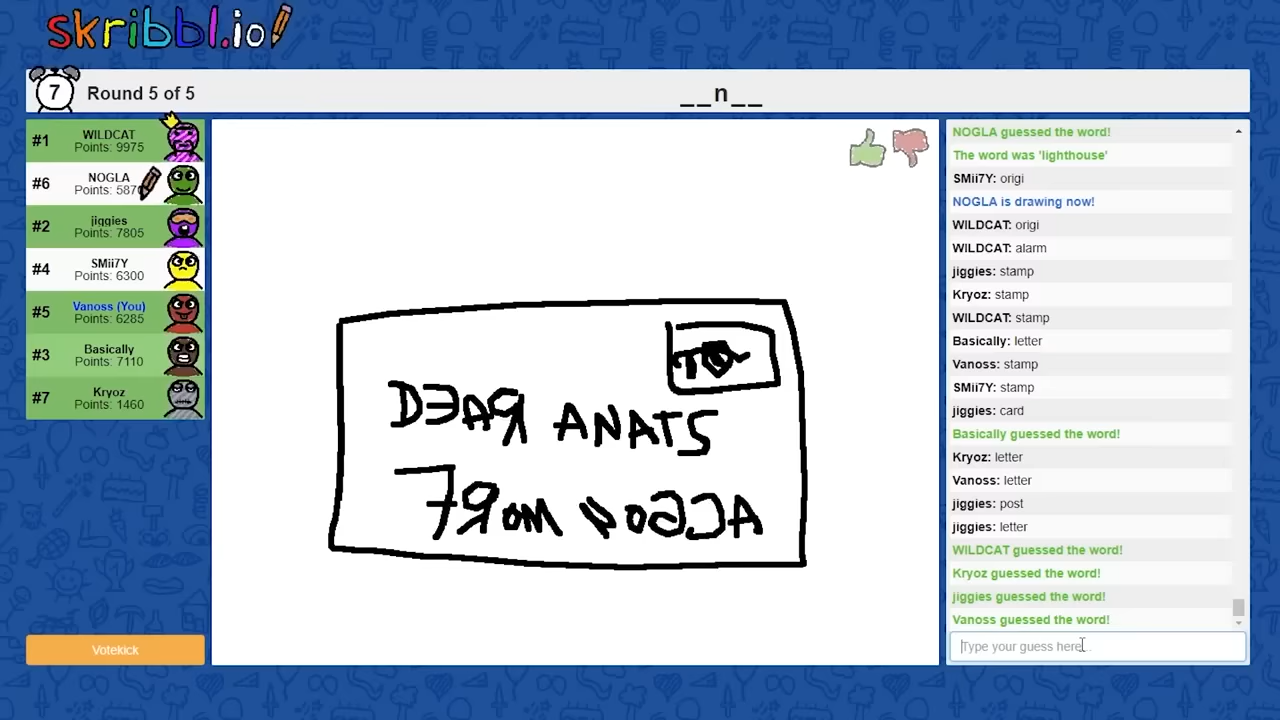 skribbl.io
7
Round 5 of 5
__n__
#1 WILDCAT
Points: 9975
#6 NOGLA
Points: 5870
#2 jiggies
Points: 7805
#4 SMii7Y
Points: 6300
#5 Vanoss (You)
Points: 6285
#3 Basically
Points: 7110
#7 Kryoz
Points: 1460
Votekick
DEAR ANATS
FROM NOGLA
NOGLA guessed the word!
The word was 'lighthouse'
SMii7Y: origi
NOGLA is drawing now!
WILDCAT: origi
WILDCAT: alarm
jiggies: stamp
Kryoz: stamp
WILDCAT: stamp
Basically: letter
Vanoss: stamp
SMii7Y: stamp
jiggies: card
Basically guessed the word!
Kryoz: letter
Vanoss: letter
jiggies: post
jiggies: letter
WILDCAT guessed the word!
Kryoz guessed the word!
jiggies guessed the word!
Vanoss guessed the word!
Type your guess here...